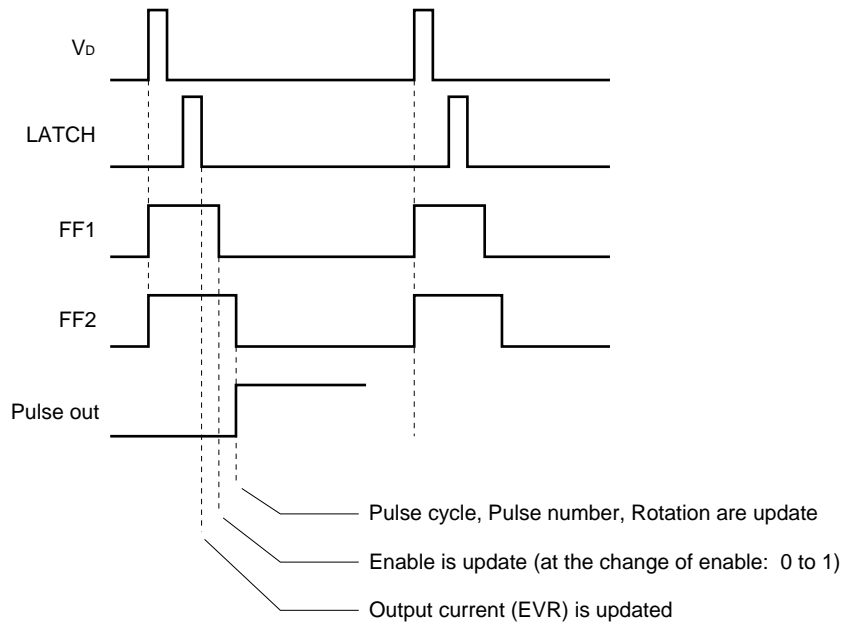 VD
LATCH
FF1
FF2
Pulse out
Pulse cycle, Pulse number, Rotation are update
Enable is update (at the change of enable: 0 to 1)
Output current (EVR) is updated